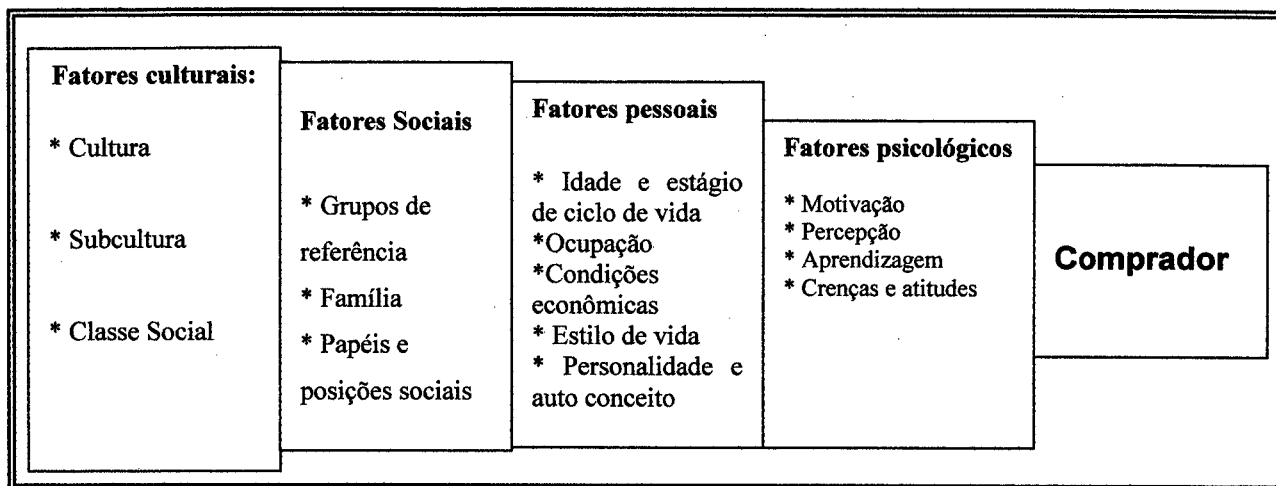 Fatores culturais:
* Cultura
* Subcultura
* Classe Social
Fatores Sociais
* Grupos de
referência
* Família
* Papéis e
posições sociais
Fatores pessoais
* Idade e estágio
de ciclo de vida
*Ocupação
*Condições
econômicas
* Estilo de vida
* Personalidade e
auto conceito
Fatores psicológicos
* Motivação
* Percepção
* Aprendizagem
* Crenças e atitudes
Comprador